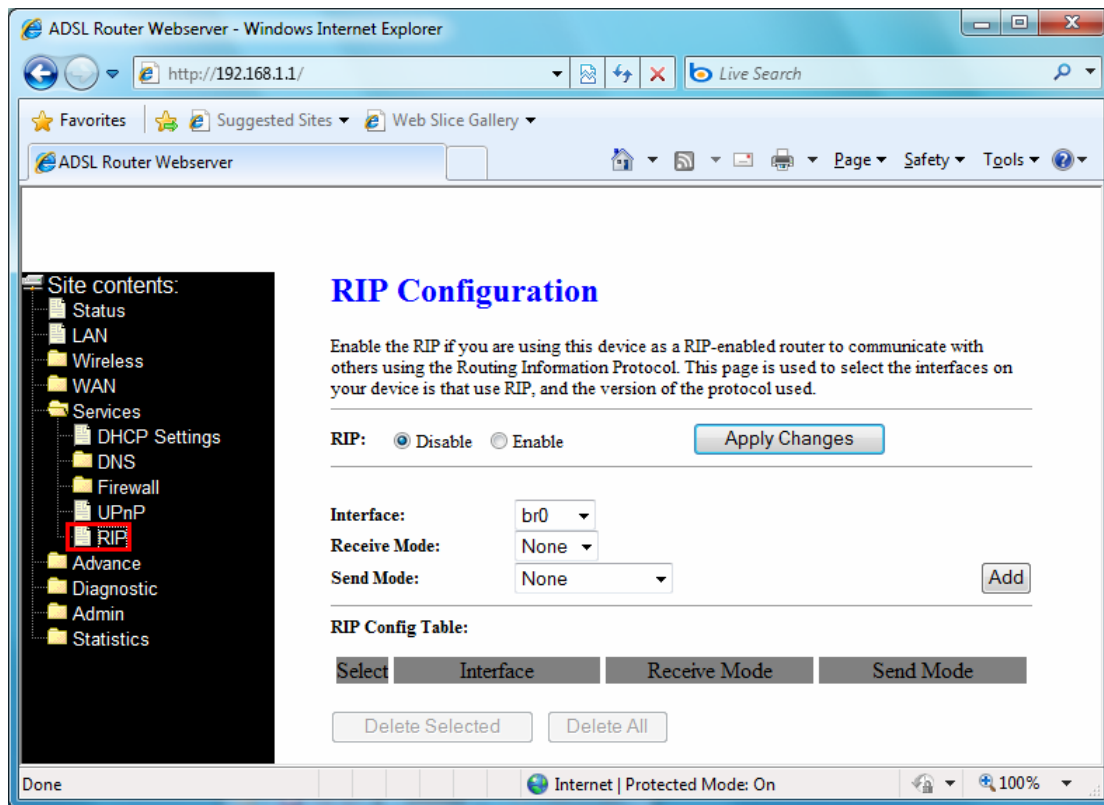 ADSL Router Webserver - Windows Internet Explorer
http://192.168.1.1/
Live Search
Favorites
Suggested Sites
Web Slice Gallery
ADSL Router Webserver
Page
Safety
Tools
Site contents:
Status
LAN
Wireless
WAN
Services
DHCP Settings
DNS
Firewall
UPnP
RIP
Advance
Diagnostic
Admin
Statistics
RIP Configuration
Enable the RIP if you are using this device as a RIP-enabled router to communicate with
others using the Routing Information Protocol. This page is used to select the interfaces on
your device is that use RIP, and the version of the protocol used.
RIP: Disable Enable Apply Changes
Interface: br0
Receive Mode: None
Send Mode: None Add
RIP Config Table:
Select Interface Receive Mode Send Mode
Delete Selected Delete All
Done Internet | Protected Mode: On 100%